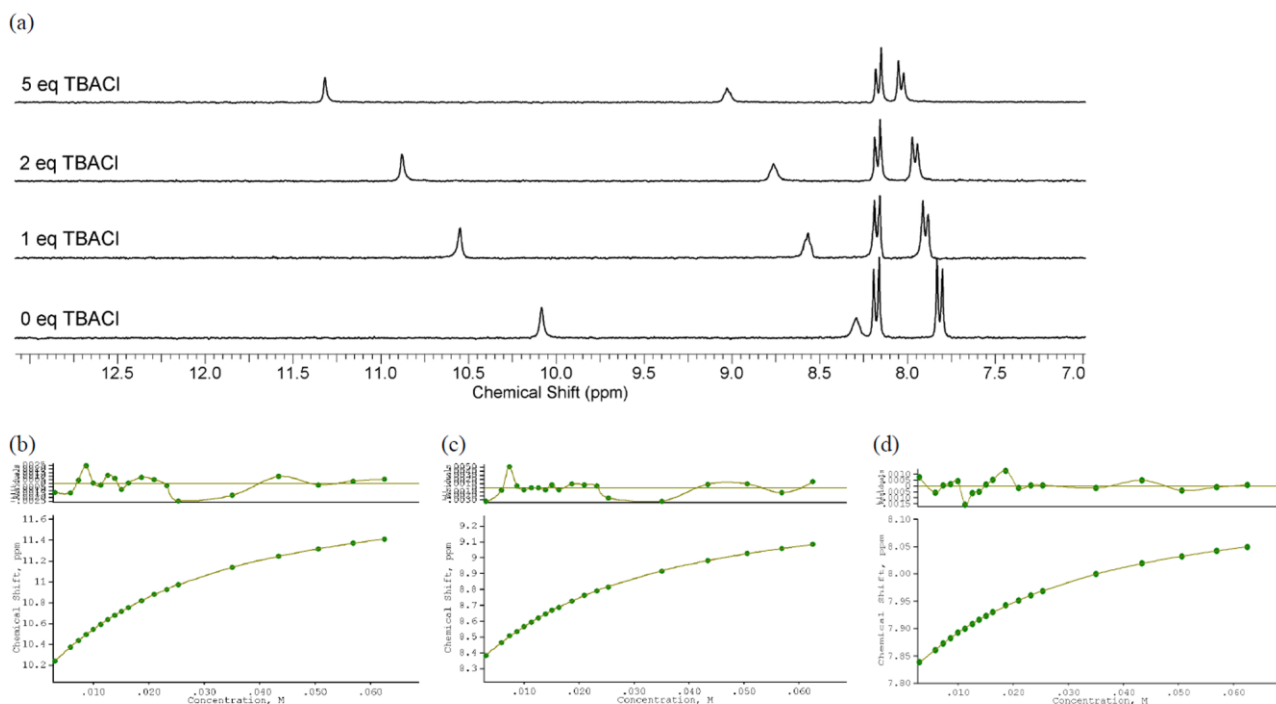 (a)
5 eq TBACl
2 eq TBACl
1 eq TBACl
0 eq TBACl
12.5 12.0 11.5 11.0 10.5 10.0 9.5 9.0 8.5 8.0 7.5 7.0
Chemical Shift (ppm)
(b)
11.6
11.4
11.2
11
10.8
10.6
10.4
10.2
Chemical Shift, ppm
.010 .020 .030 .040 .050 .060
Concentration, M
(c)
9.2
9.1
9
8.9
8.8
8.7
8.6
8.5
8.4
8.3
Chemical Shift, ppm
.010 .020 .030 .040 .050 .060
Concentration, M
(d)
8.10
8.05
8.00
7.95
7.90
7.85
7.80
Chemical Shift, ppm
.010 .020 .030 .040 .050 .060
Concentration, M